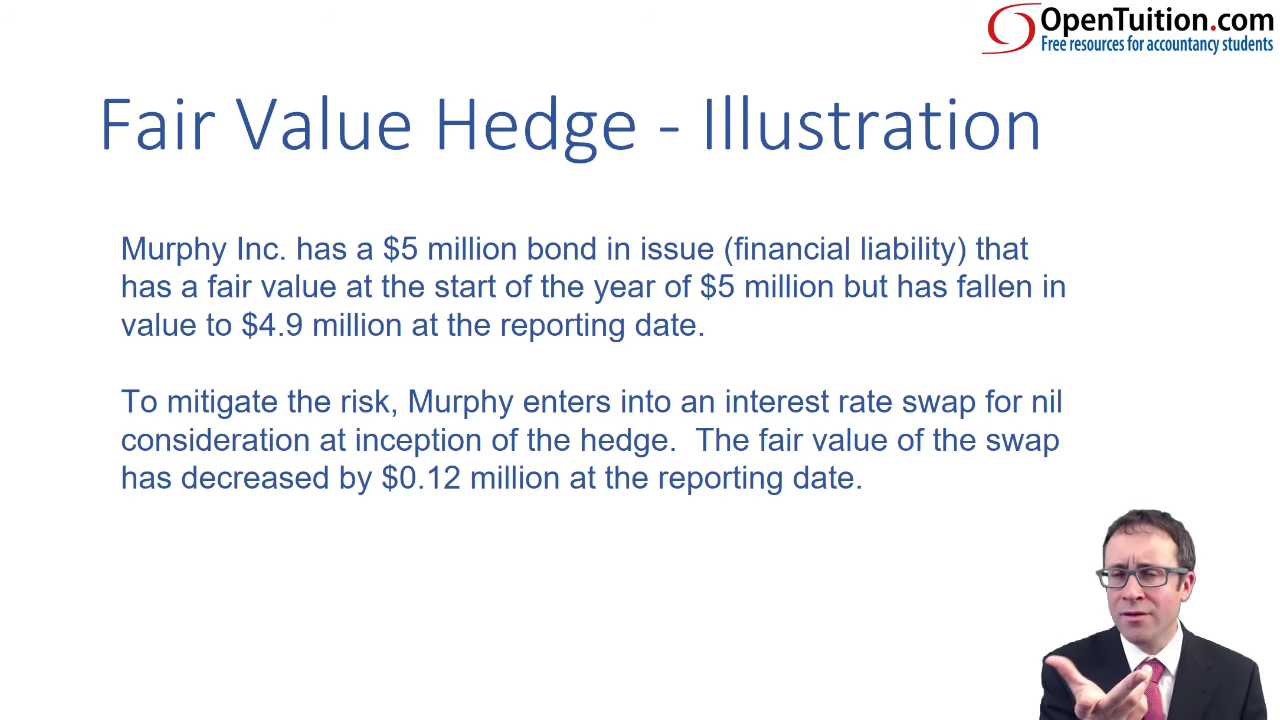 OpenTuition.com
Free resources for accountancy students
Fair Value Hedge - Illustration
Murphy Inc. has a $5 million bond in issue (financial liability) that
has a fair value at the start of the year of $5 million but has fallen in
value to $4.9 million at the reporting date.
To mitigate the risk, Murphy enters into an interest rate swap for nil
consideration at inception of the hedge.  The fair value of the swap
has decreased by $0.12 million at the reporting date.